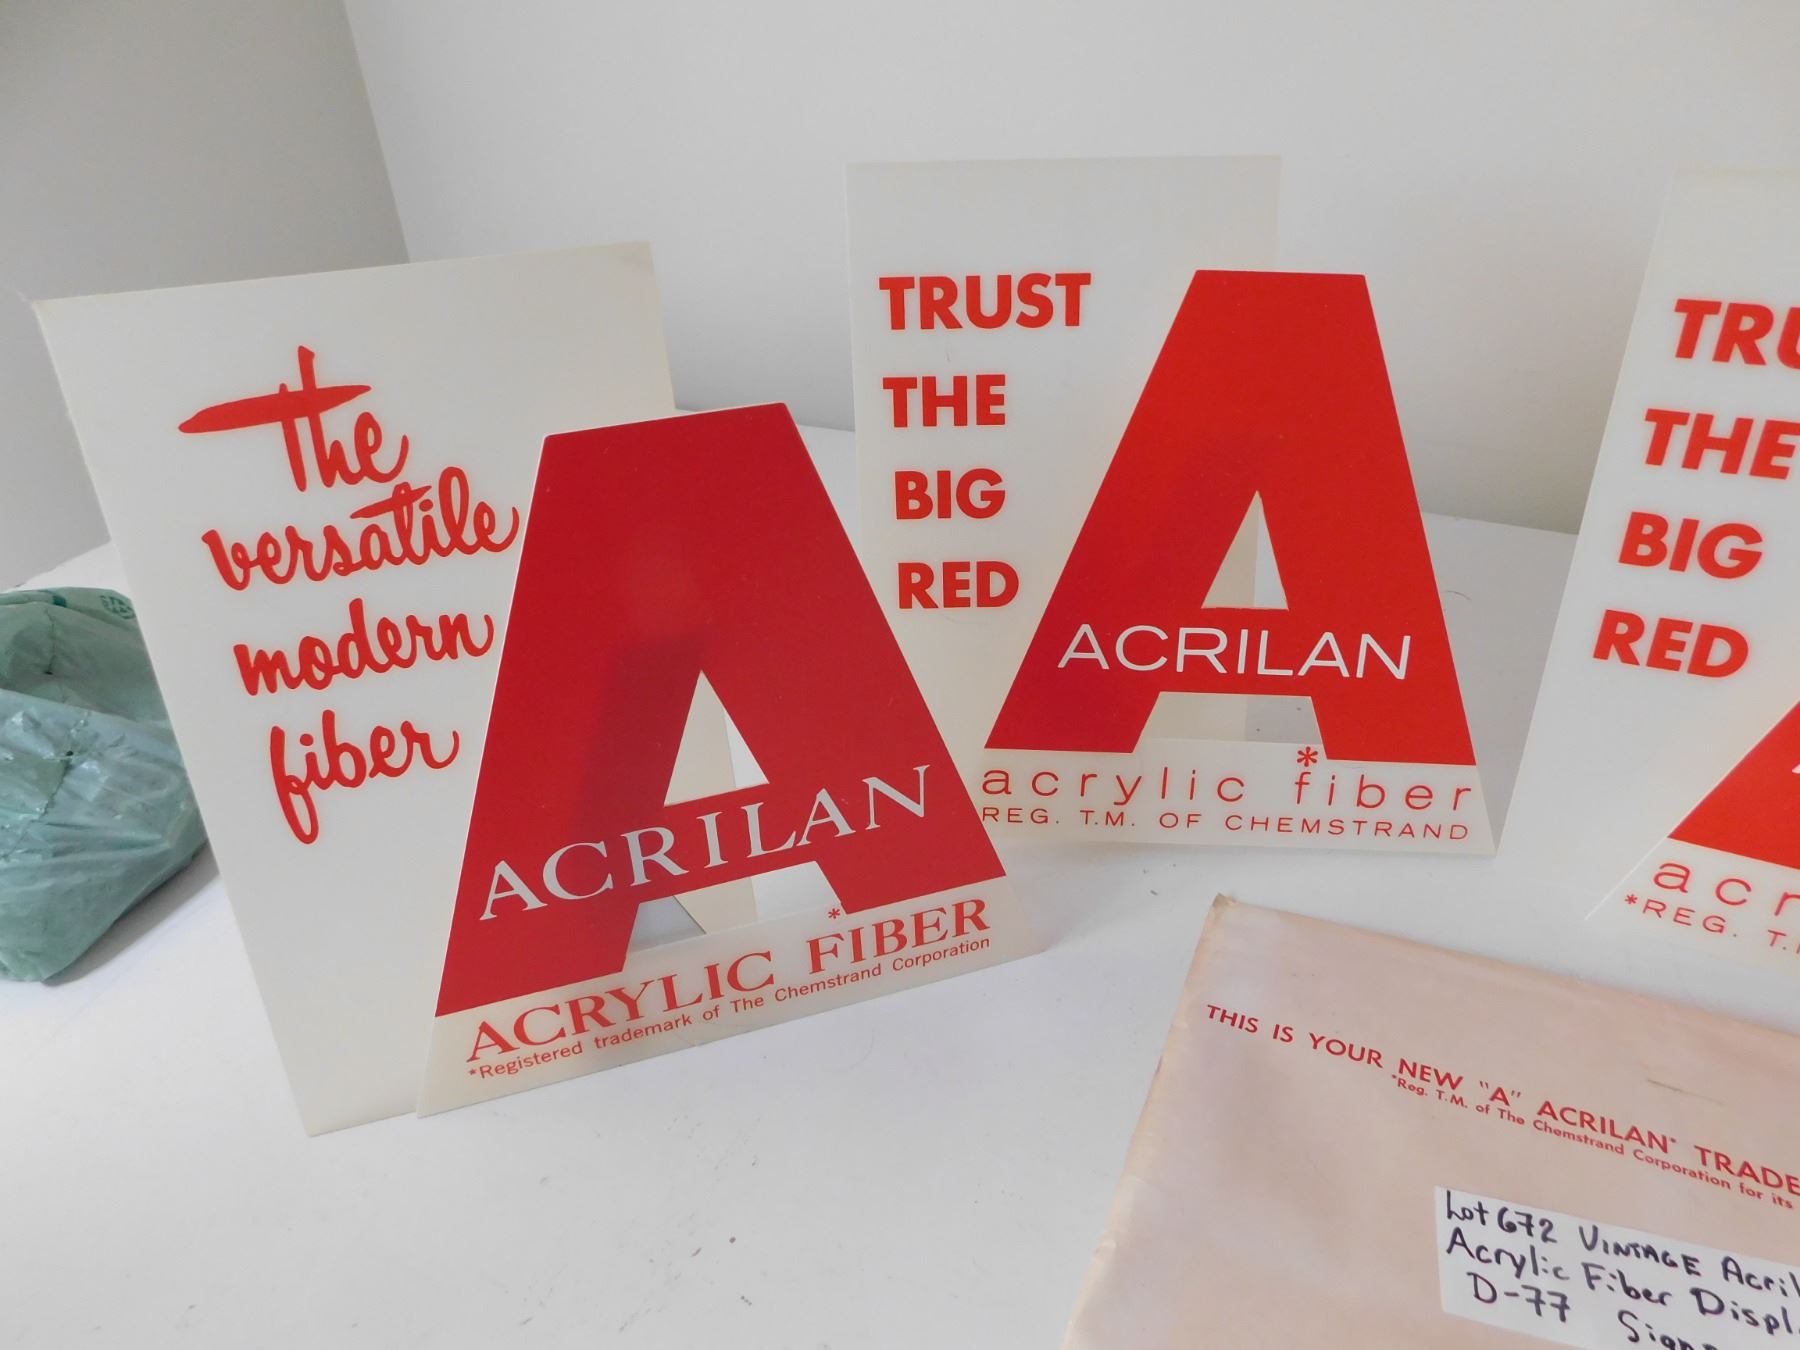 The
versatile
modern
fiber
ACRILAN
ACRYLIC FIBER*
*Registered trademark of The Chemstrand Corporation
TRUST
THE
BIG
RED
ACRILAN
acrylic fiber*
REG. T.M. OF CHEMSTRAND
TRU
THE
BIG
RED
acr
*REG. T.
THIS IS YOUR NEW "A" ACRILAN* TRADE
*Reg. T.M. of The Chemstrand Corporation for its
Lot 672 VINTAGE Acril
Acrylic Fiber Displ
D-77 Signs